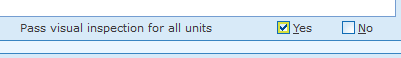 Pass visual inspection for all units Yes No